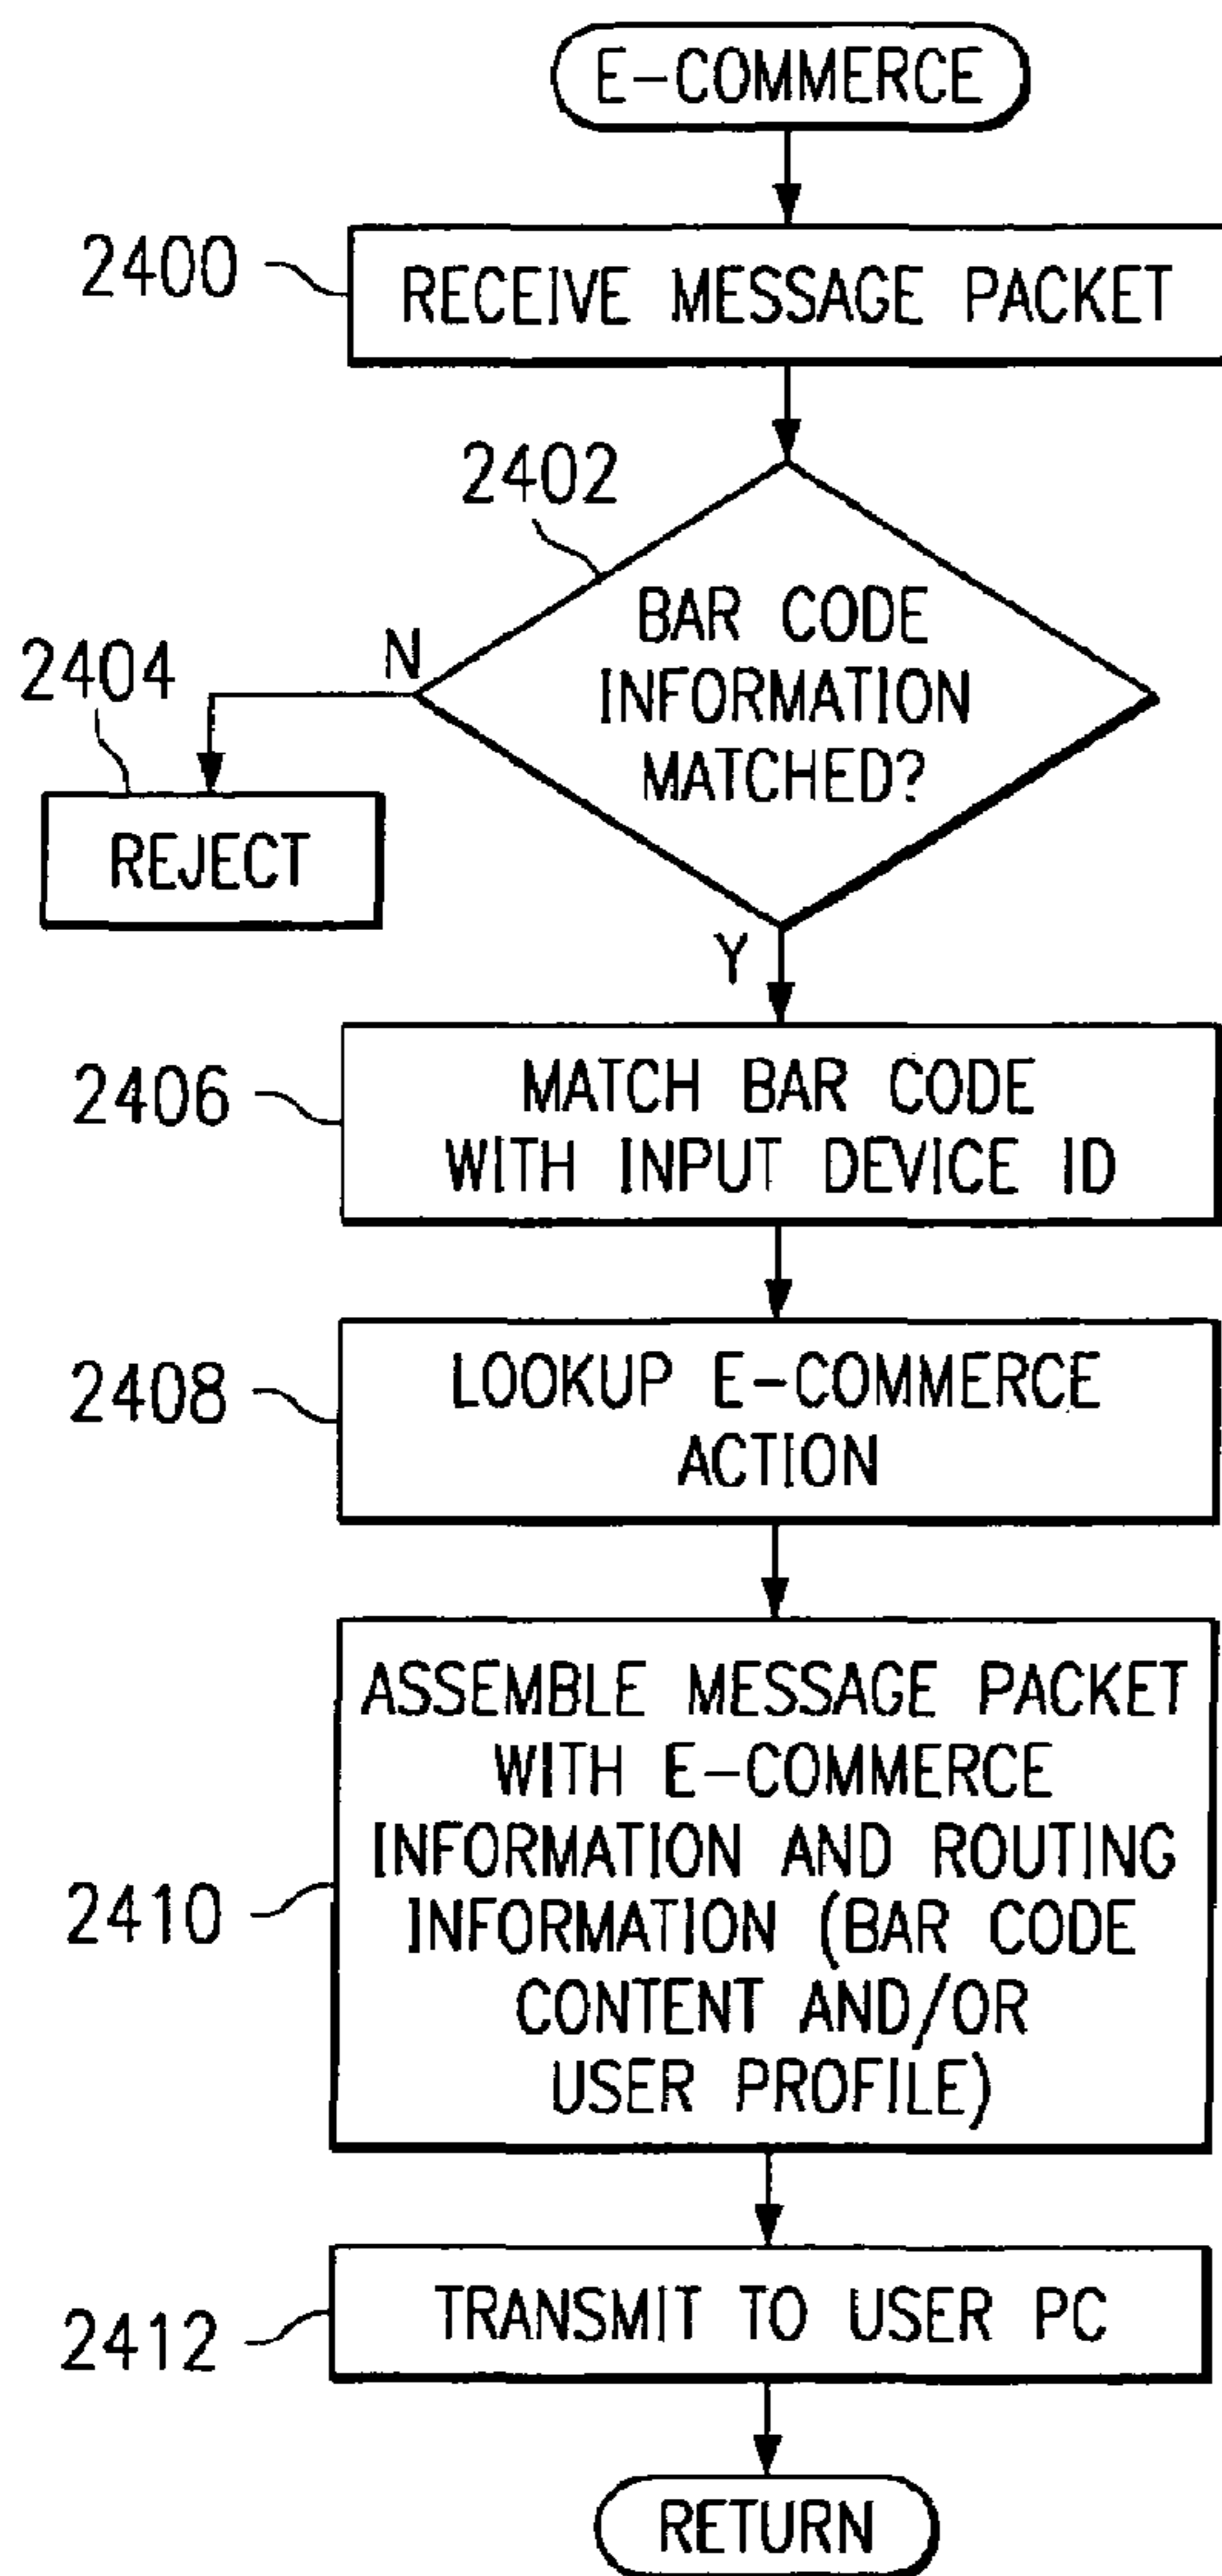 E-COMMERCE
2400
RECEIVE MESSAGE PACKET
2402
BAR CODE
INFORMATION
MATCHED?
N
2404
REJECT
Y
2406
MATCH BAR CODE
WITH INPUT DEVICE ID
2408
LOOKUP E-COMMERCE
ACTION
2410
ASSEMBLE MESSAGE PACKET
WITH E-COMMERCE
INFORMATION AND ROUTING
INFORMATION (BAR CODE
CONTENT AND/OR
USER PROFILE)
2412
TRANSMIT TO USER PC
RETURN